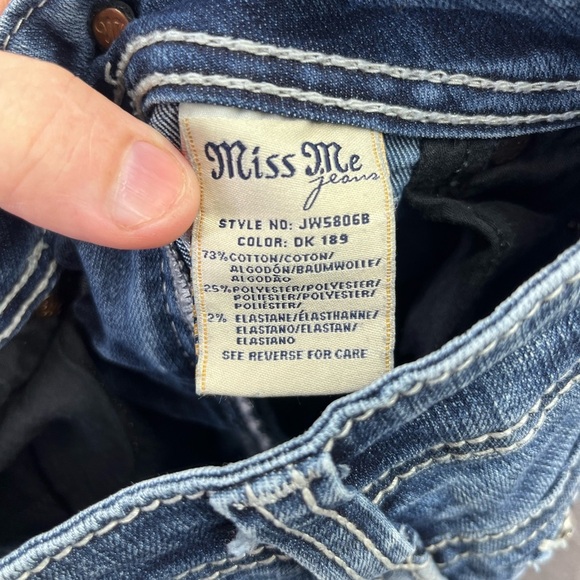 Miss Me
jeans
STYLE NO: JW5806B
COLOR: DK 189
73% COTTON/COTON/
ALGODÓN/BAUMWOLLE/
ALGODÃO
25% POLYESTER/POLYESTER/
POLIÉSTER/POLYESTER/
POLIÉSTER/
2% ELASTANE/ÉLASTHANNE/
ELASTANO/ELASTAN/
ELASTANO
SEE REVERSE FOR CARE